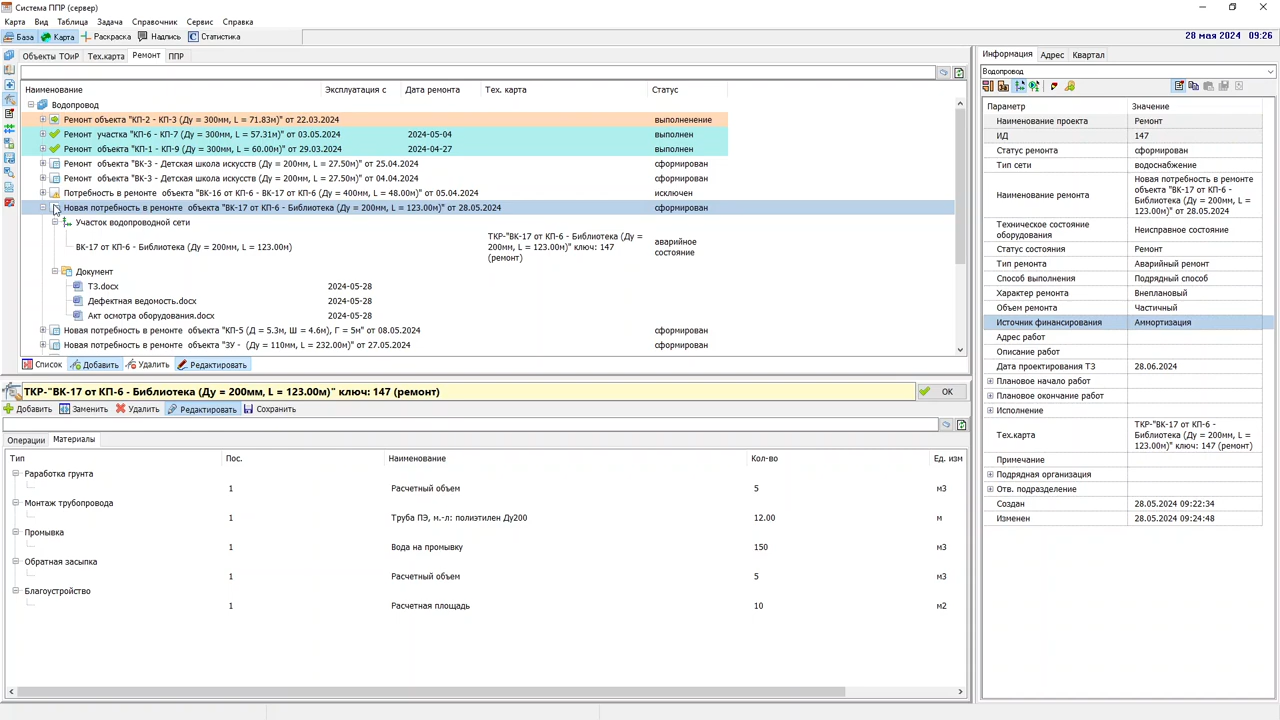 Система ППР (сервер)
Карта Вид Таблица Задача Справочник Сервис Справка
База Карта Раскраска Надпись Статистика
28 мая 2024 09:26
Объекты ТОиР Тех.карта Ремонт ППР
Наименование Эксплуатация с Дата ремонта Тех. карта Статус
Водопровод
Ремонт объекта "КП-2 - КП-3 (Ду = 300мм, L = 71.83м)" от 22.03.2024 выполненение
Ремонт участка "КП-6 - КП-7 (Ду = 300мм, L = 57.31м) от 03.05.2024 2024-05-04 выполнен
Ремонт объекта "КП-1 - КП-9 (Ду = 300мм, L = 60.00м) от 29.03.2024 2024-04-27 выполнен
Ремонт объекта "ВК-3 - Детская школа искусств (Ду = 200мм, L = 27.50м)" от 25.04.2024 сформирован
Ремонт объекта "ВК-3 - Детская школа искусств (Ду = 200мм, L = 27.50м)" от 04.04.2024 сформирован
Потребность в ремонте объекта "ВК-16 от КП-6 - ВК-17 от КП-6 (Ду = 400мм, L = 48.00м)" от 05.04.2024 исключен
Новая потребность в ремонте объекта "ВК-17 от КП-6 - Библиотека (Ду = 200мм, L = 123.00м)" от 28.05.2024 сформирован
Участок водопроводной сети
ВК-17 от КП-6 - Библиотека (Ду = 200мм, L = 123.00м)
ТКР-"ВК-17 от КП-6 - Библиотека (Ду =
200мм, L = 123.00м)" ключ: 147
(ремонт)
аварийное
состояние
Документ
ТЗ.docx 2024-05-28
Дефектная ведомость.docx 2024-05-28
Акт осмотра оборудования.docx 2024-05-28
Новая потребность в ремонте объекта "КП-5 (Д = 5.3м, Ш = 4.6м), Г = 5м" от 08.05.2024 сформирован
Новая потребность в ремонте объекта "ЗУ - (Ду = 110мм, L = 232.00м)" от 27.05.2024 сформирован
Список Добавить Удалить Редактировать
ТКР-"ВК-17 от КП-6 - Библиотека (Ду = 200мм, L = 123.00м)" ключ: 147 (ремонт) ОК
Добавить Заменить Удалить Редактировать Сохранить
Операции Материалы
Тип Пос. Наименование Кол-во Ед. изм
Раработка грунта
1 Расчетный объем 5 м3
Монтаж трубопровода
1 Труба ПЭ, м.-л: полиэтилен Ду200 12.00 м
Промывка
1 Вода на промывку 150 м3
Обратная засыпка
1 Расчетный объем 5 м3
Благоустройство
1 Расчетная площадь 10 м2
Информация Адрес Квартал
Водопровод
Параметр Значение
Наименование проекта Ремонт
ИД 147
Статус ремонта сформирован
Тип сети водоснабжение
Наименование ремонта
Новая потребность в ремонте
объекта "ВК-17 от КП-6 -
Библиотека (Ду = 200мм, L =
123.00м)" от 28.05.2024
Техническое состояние
оборудования
Неисправное состояние
Статус состояния Ремонт
Тип ремонта Аварийный ремонт
Способ выполнения Подрядный способ
Характер ремонта Внеплановый
Объем ремонта Частичный
Источник финансирования Аммортизация
Адрес работ
Описание работ
Дата проектирования ТЗ 28.06.2024
Плановое начало работ
Плановое окончание работ
Исполнение
Тех.карта
ТКР-"ВК-17 от КП-6 -
Библиотека (Ду = 200мм, L =
123.00м)" ключ: 147 (ремонт)
Примечание
Подрядная организация
Отв. подразделение
Создан 28.05.2024 09:22:34
Изменен 28.05.2024 09:24:48